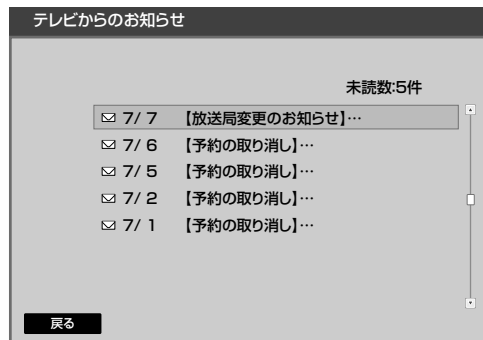 テレビからのお知らせ
未読数:5件
7/ 7 【放送局変更のお知らせ】…
7/ 6 【予約の取り消し】…
7/ 5 【予約の取り消し】…
7/ 2 【予約の取り消し】…
7/ 1 【予約の取り消し】…
戻る